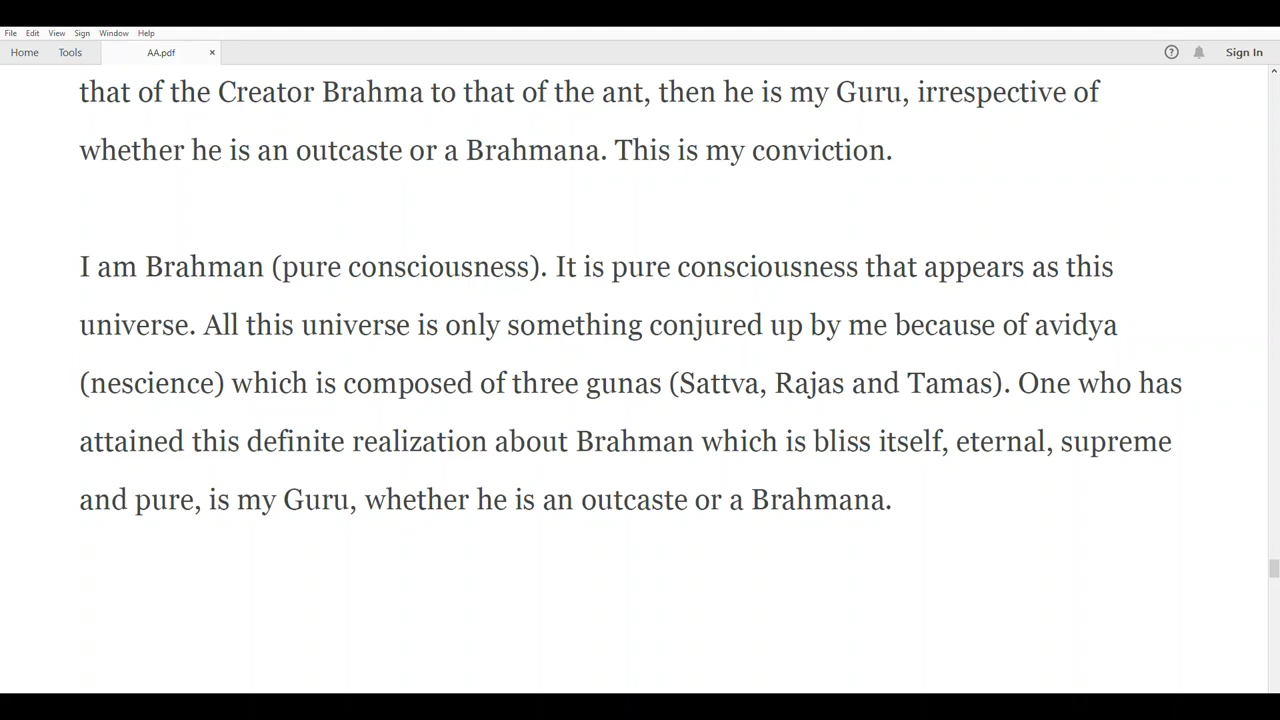 File Edit View Sign Window Help
Home Tools AA.pdf × ? Sign In
that of the Creator Brahma to that of the ant, then he is my Guru, irrespective of
whether he is an outcaste or a Brahmana. This is my conviction.
I am Brahman (pure consciousness). It is pure consciousness that appears as this
universe. All this universe is only something conjured up by me because of avidya
(nescience) which is composed of three gunas (Sattva, Rajas and Tamas). One who has
attained this definite realization about Brahman which is bliss itself, eternal, supreme
and pure, is my Guru, whether he is an outcaste or a Brahmana.